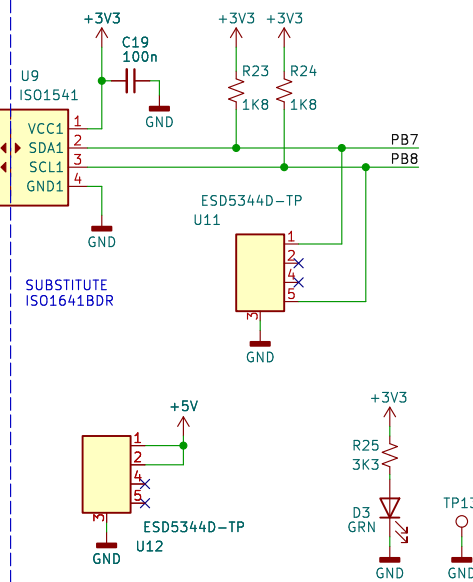 +3V3
+3V3 +3V3
C19
100n
U9
ISO1541
R23 R24
1K8 1K8
GND
VCC1 1
SDA1 2
SCL1 3
GND1 4
PB7
PB8
GND
ESD5344D-TP
U11
1
2
4
5
3
GND
SUBSTITUTE
ISO1641BDR
+5V
1
2
4
5
3
ESD5344D-TP
U12
GND
+3V3
R25
3K3
D3
GRN
GND
TP13
GND